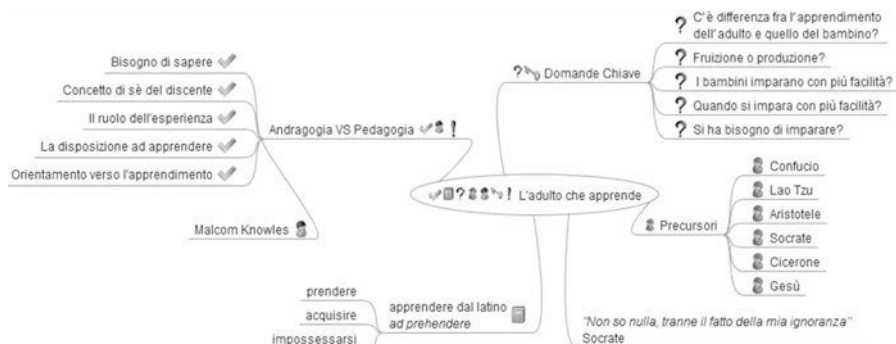 Bisogno di sapere
Concetto di sè del discente
Il ruolo dell'esperienza
La disposizione ad apprendere
Orientamento verso l'apprendimento
Andragogia VS Pedagogia
Malcom Knowles
? Domande Chiave
? C'è differenza fra l'apprendimento
dell'adulto e quello del bambino?
? Fruizione o produzione?
? I bambini imparano con più facilità?
? Quando si impara con più facilità?
? Si ha bisogno di imparare?
L'adulto che apprende
Precursori
Confucio
Lao Tzu
Aristotele
Socrate
Cicerone
Gesù
prendere
acquisire
impossessarsi
apprendere dal latino
ad prehendere
"Non so nulla, tranne il fatto della mia ignoranza"
Socrate